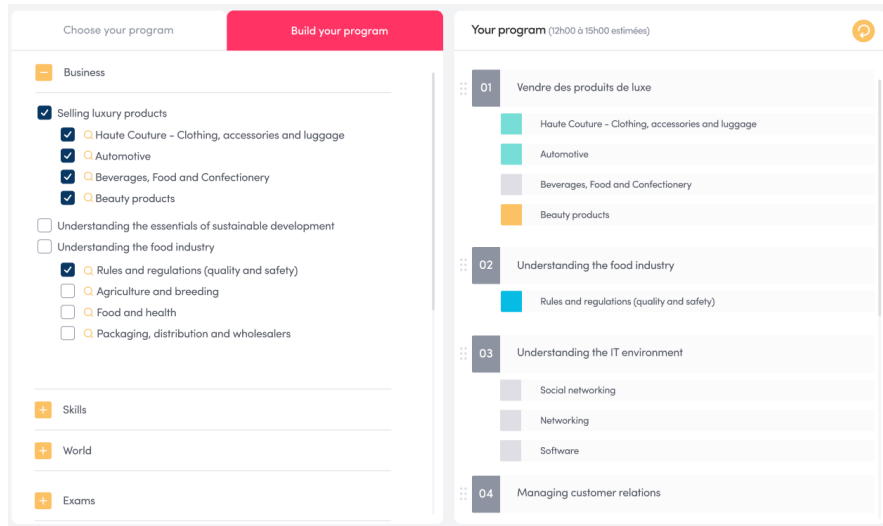 Choose your program
Build your program
Business
Selling luxury products
Haute Couture - Clothing, accessories and luggage
Automotive
Beverages, Food and Confectionery
Beauty products
Understanding the essentials of sustainable development
Understanding the food industry
Rules and regulations (quality and safety)
Agriculture and breeding
Food and health
Packaging, distribution and wholesalers
Skills
World
Exams
Your program (12h00 à 15h00 estimées)
01 Vendre des produits de luxe
Haute Couture - Clothing, accessories and luggage
Automotive
Beverages, Food and Confectionery
Beauty products
02 Understanding the food industry
Rules and regulations (quality and safety)
03 Understanding the IT environment
Social networking
Networking
Software
04 Managing customer relations